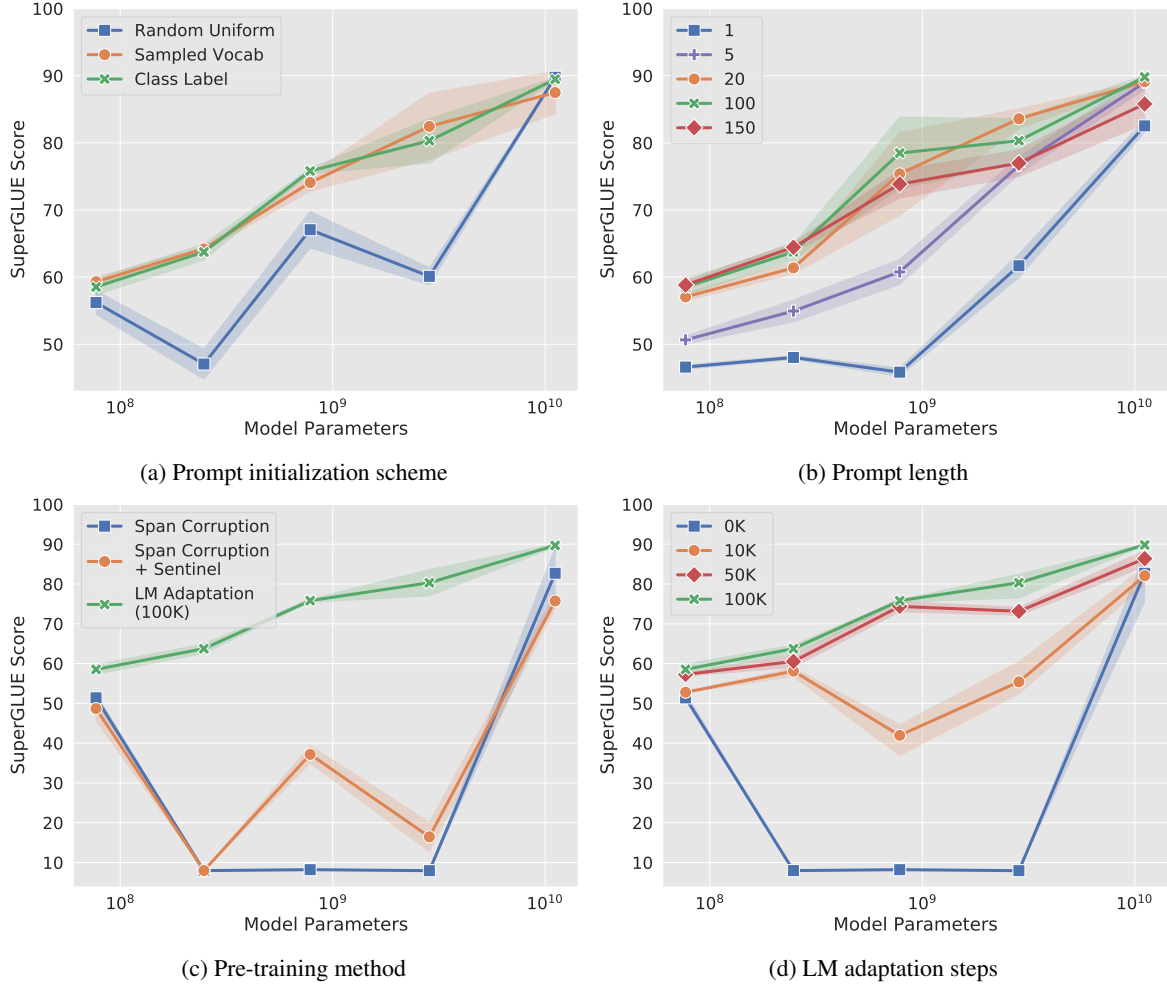 100
90
80
70
60
50
SuperGLUE Score
Random Uniform
Sampled Vocab
Class Label
10^8
10^9
10^10
Model Parameters
(a) Prompt initialization scheme
100
90
80
70
60
50
SuperGLUE Score
1
5
20
100
150
10^8
10^9
10^10
Model Parameters
(b) Prompt length
100
90
80
70
60
50
40
30
20
10
SuperGLUE Score
Span Corruption
Span Corruption
+ Sentinel
LM Adaptation
(100K)
10^8
10^9
10^10
Model Parameters
(c) Pre-training method
100
90
80
70
60
50
40
30
20
10
SuperGLUE Score
0K
10K
50K
100K
10^8
10^9
10^10
Model Parameters
(d) LM adaptation steps